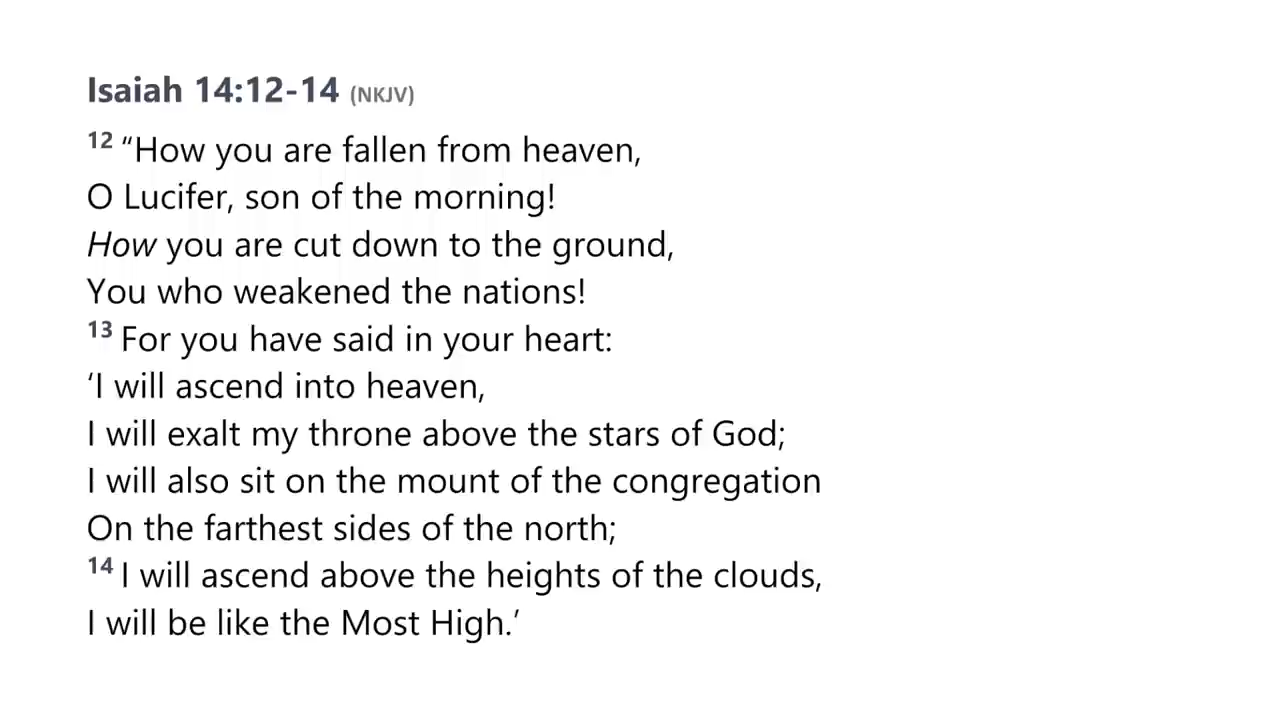 Isaiah 14:12-14 (NKJV)
12 “How you are fallen from heaven,
O Lucifer, son of the morning!
How you are cut down to the ground,
You who weakened the nations!
13 For you have said in your heart:
‘I will ascend into heaven,
I will exalt my throne above the stars of God;
I will also sit on the mount of the congregation
On the farthest sides of the north;
14 I will ascend above the heights of the clouds,
I will be like the Most High.’